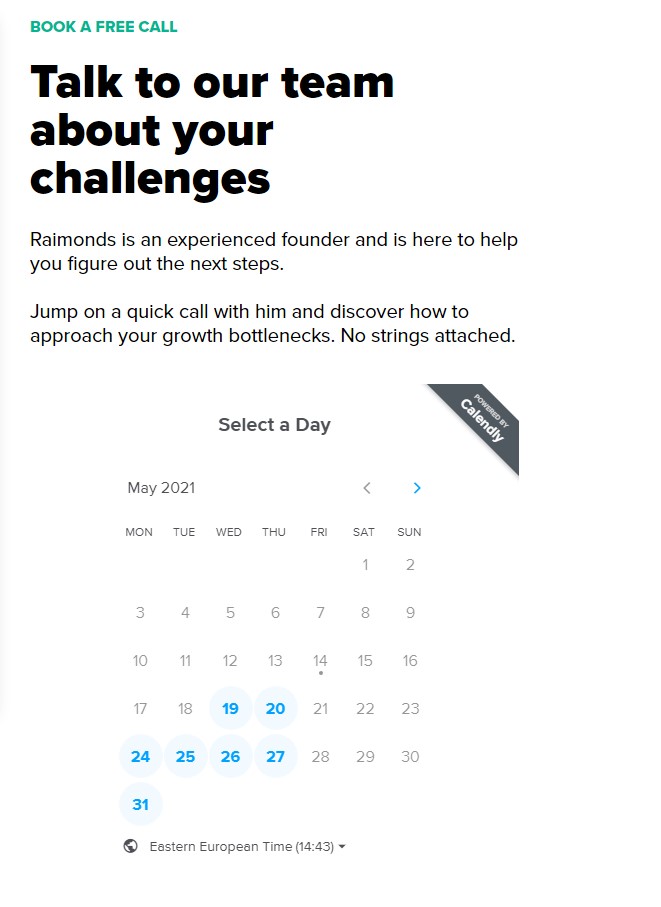 BOOK A FREE CALL
Talk to our team
about your
challenges
Raimonds is an experienced founder and is here to help
you figure out the next steps.
Jump on a quick call with him and discover how to
approach your growth bottlenecks. No strings attached.
POWERED BY
Calendly
Select a Day
May 2021
MON TUE WED THU FRI SAT SUN
1 2
3 4 5 6 7 8 9
10 11 12 13 14 15 16
17 18 19 20 21 22 23
24 25 26 27 28 29 30
31
Eastern European Time (14:43)